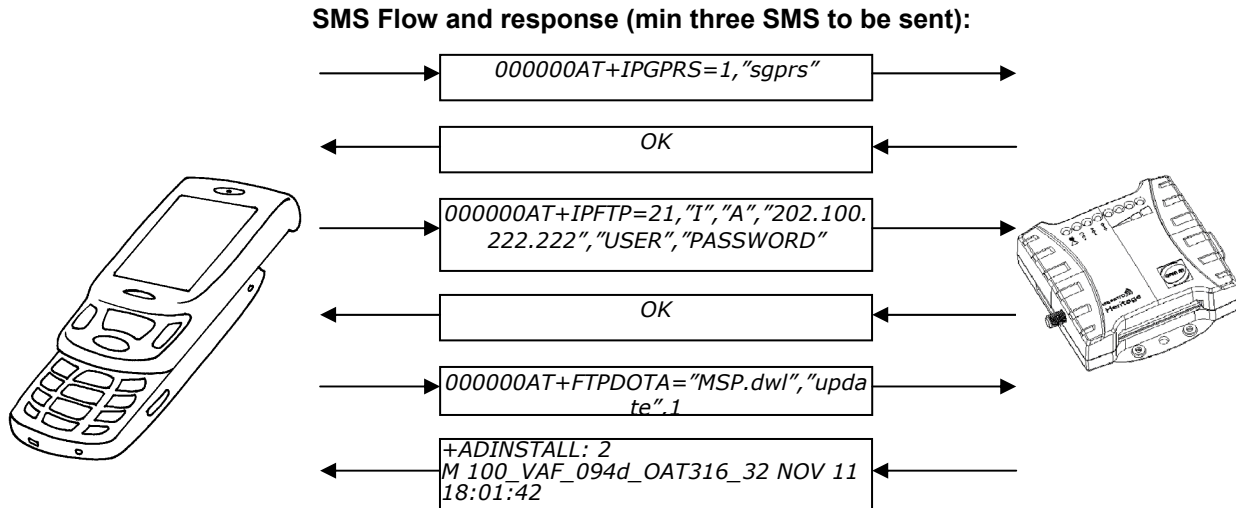 SMS Flow and response (min three SMS to be sent):
000000AT+IPGPRS=1,”sgprs”
OK
000000AT+IPFTP=21,”I”,”A”,”202.100.
222.222”,”USER”,”PASSWORD”
OK
000000AT+FTPDOTA=”MSP.dwl”,”upda
te”,1
+ADINSTALL: 2
M 100_VAF_094d_OAT316_32 NOV 11
18:01:42
Heritage